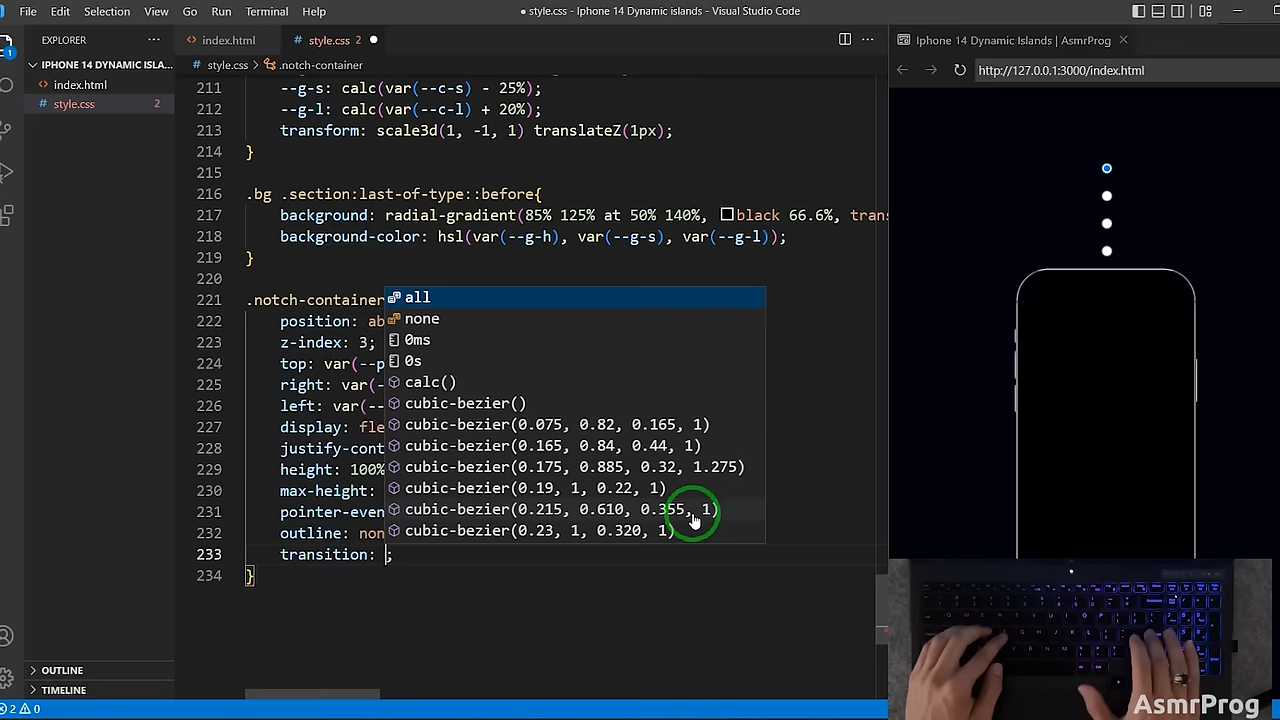 File Edit Selection View Go Run Terminal Help
● style.css - Iphone 14 Dynamic islands - Visual Studio Code
EXPLORER
IPHONE 14 DYNAMIC ISLA...
index.html
style.css 2
1
index.html
style.css 2
style.css > .notch-container
211 --g-s: calc(var(--c-s) - 25%);
212 --g-l: calc(var(--c-l) + 20%);
213 transform: scale3d(1, -1, 1) translateZ(1px);
214 }
215
216 .bg .section:last-of-type::before{
217 background: radial-gradient(85% 125% at 50% 140%, black 66.6%, trans
218 background-color: hsl(var(--g-h), var(--g-s), var(--g-l));
219 }
220
221 .notch-container
222 position: ab
223 z-index: 3;
224 top: var(--p
225 right: var(-
226 left: var(--
227 display: fle
228 justify-cont
229 height: 100%
230 max-height:
231 pointer-even
232 outline: non
233 transition: ;
234 }
all
none
0ms
0s
calc()
cubic-bezier()
cubic-bezier(0.075, 0.82, 0.165, 1)
cubic-bezier(0.165, 0.84, 0.44, 1)
cubic-bezier(0.175, 0.885, 0.32, 1.275)
cubic-bezier(0.19, 1, 0.22, 1)
cubic-bezier(0.215, 0.610, 0.355, 1)
cubic-bezier(0.23, 1, 0.320, 1)
OUTLINE
TIMELINE
2 0
Iphone 14 Dynamic Islands | AsmrProg
http://127.0.0.1:3000/index.html
AsmrProg